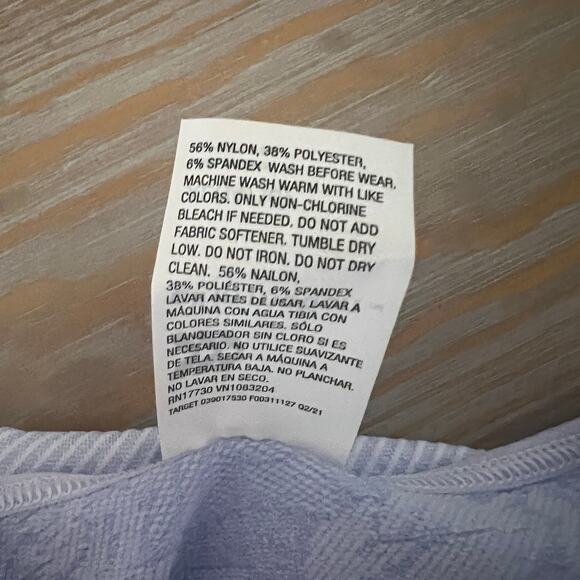 56% NYLON, 38% POLYESTER,
6% SPANDEX WASH BEFORE WEAR.
MACHINE WASH WARM WITH LIKE
COLORS. ONLY NON-CHLORINE
BLEACH IF NEEDED. DO NOT ADD
FABRIC SOFTENER. TUMBLE DRY
LOW. DO NOT IRON. DO NOT DRY
CLEAN. 56% NAILON,
38% POLIÉSTER, 6% SPANDEX
LAVAR ANTES DE USAR. LAVAR A
MÁQUINA CON AGUA TIBIA CON
COLORES SIMILARES. SÓLO
BLANQUEADOR SIN CLORO SI ES
NECESARIO. NO UTILICE SUAVIZANTE
DE TELA. SECAR A MÁQUINA A
TEMPERATURA BAJA. NO PLANCHAR.
NO LAVAR EN SECO.
RN17730 VN1083204
TARGET 039017530 F00311127 02/21